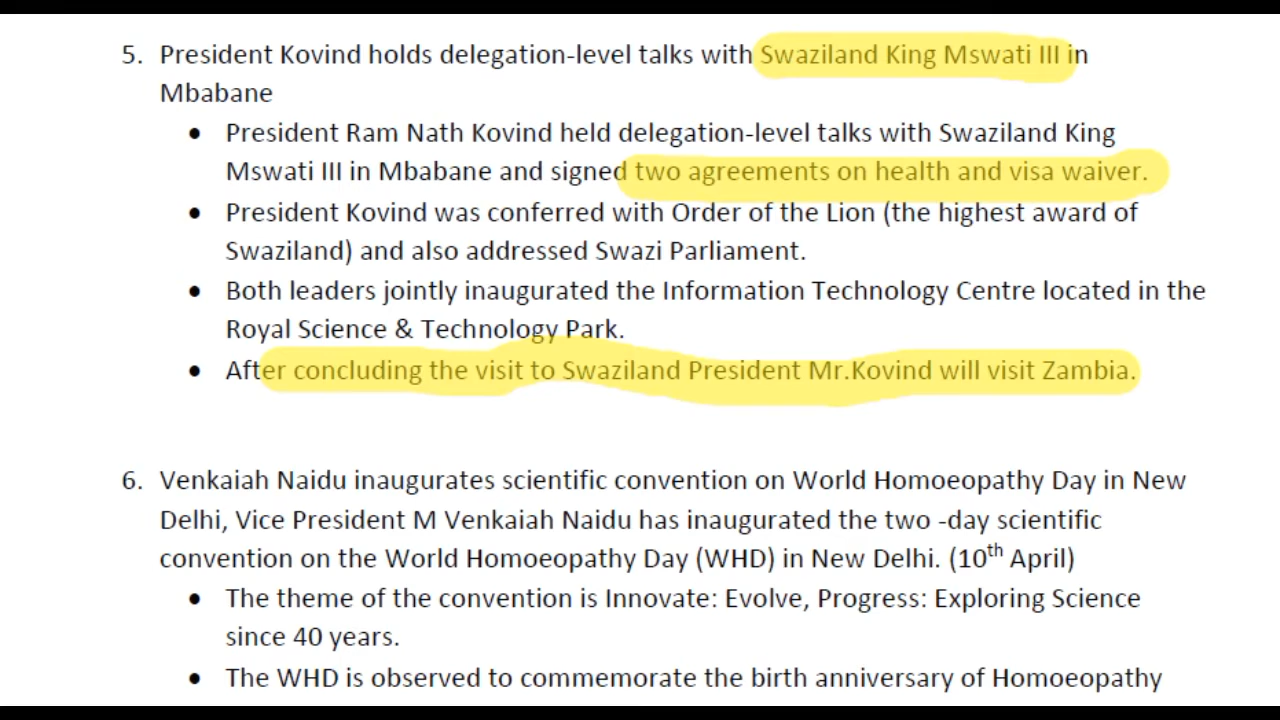 5. President Kovind holds delegation-level talks with Swaziland King Mswati III in
Mbabane
• President Ram Nath Kovind held delegation-level talks with Swaziland King
Mswati III in Mbabane and signed two agreements on health and visa waiver.
• President Kovind was conferred with Order of the Lion (the highest award of
Swaziland) and also addressed Swazi Parliament.
• Both leaders jointly inaugurated the Information Technology Centre located in the
Royal Science & Technology Park.
• After concluding the visit to Swaziland President Mr.Kovind will visit Zambia.
6. Venkaiah Naidu inaugurates scientific convention on World Homoeopathy Day in New
Delhi, Vice President M Venkaiah Naidu has inaugurated the two -day scientific
convention on the World Homoeopathy Day (WHD) in New Delhi. (10th April)
• The theme of the convention is Innovate: Evolve, Progress: Exploring Science
since 40 years.
• The WHD is observed to commemorate the birth anniversary of Homoeopathy